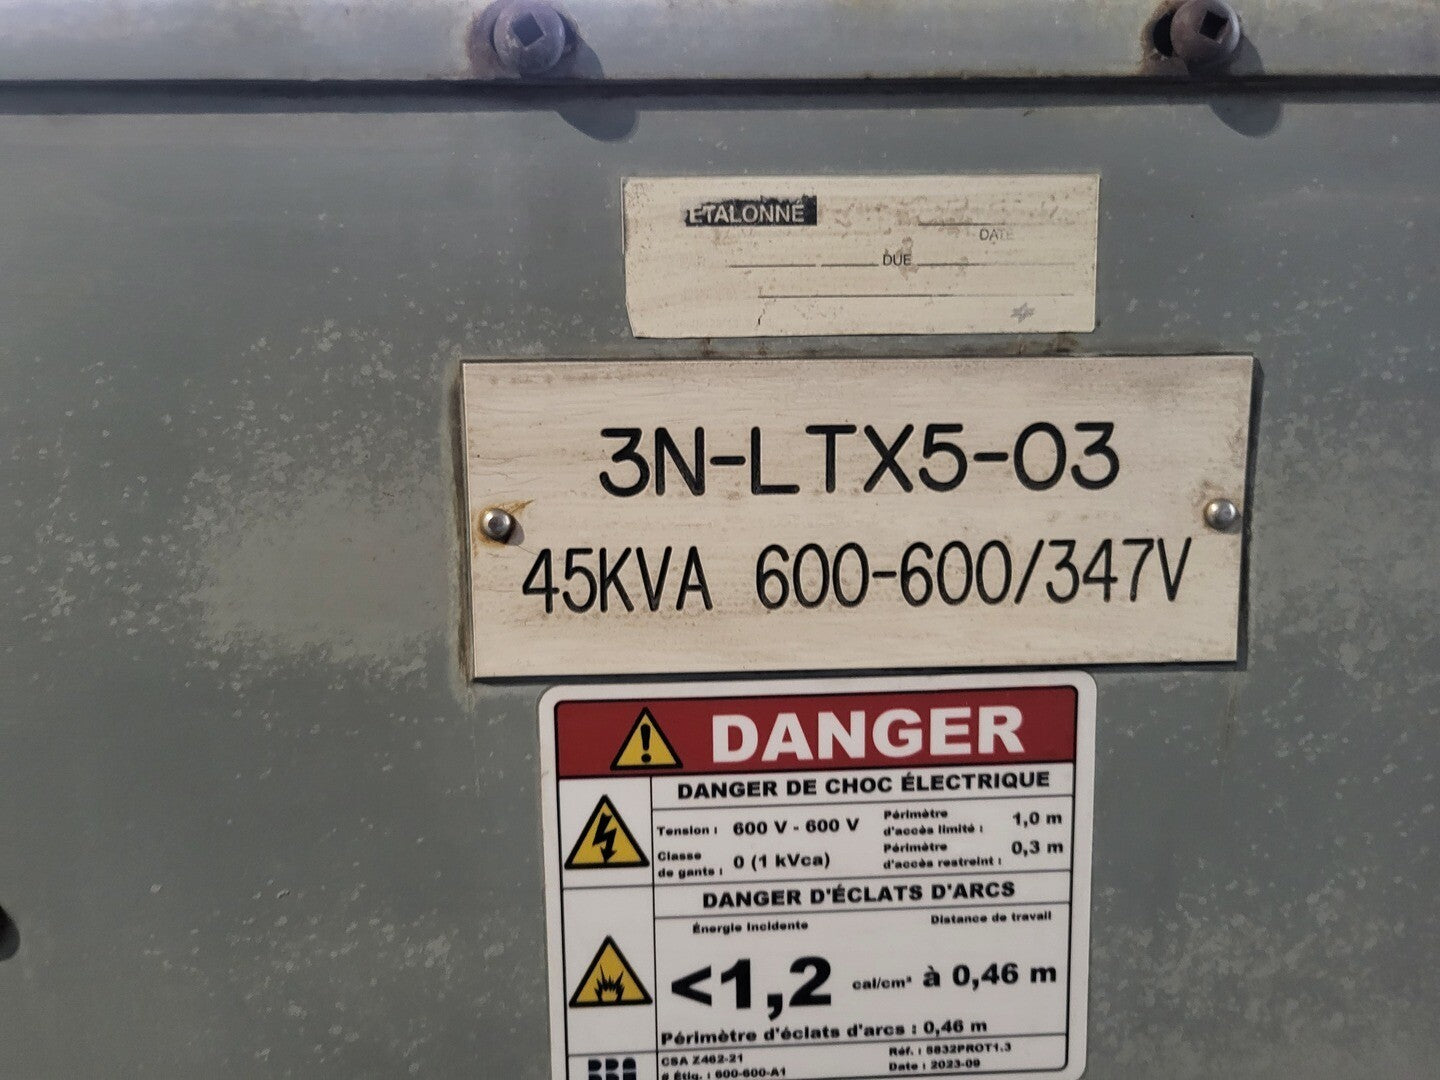 ETALONNÉ
DATE
DUE
3N-LTX5-03
45KVA 600-600/347V
DANGER
DANGER DE CHOC ÉLECTRIQUE
Tension : 600 V - 600 V Périmètre d'accès limité : 1,0 m
Classe de gants : 0 (1 kVca) Périmètre d'accès restreint : 0,3 m
DANGER D'ÉCLATS D'ARCS
Énergie Incidente Distance de travail
<1,2 cal/cm² à 0,46 m
Périmètre d'éclats d'arcs : 0,46 m
CSA Z462-21 Réf. : 5832PROT1.3
# Étiq. : 600-600-A1 Date : 2023-09